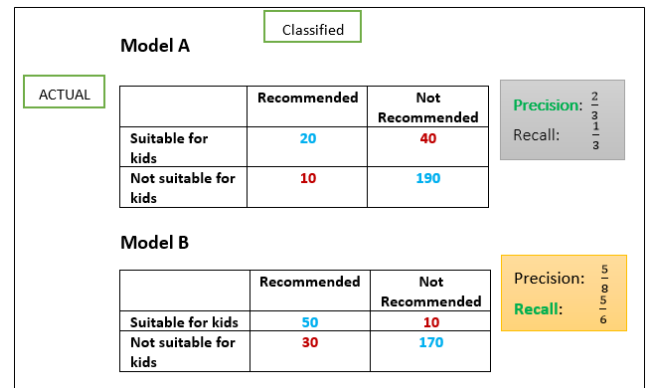 Classified
Model A
ACTUAL
Recommended
Not
Recommended
Suitable for
kids
20
40
Not suitable for
kids
10
190
Precision: 2/3
Recall: 1/3
Model B
Recommended
Not
Recommended
Suitable for kids
50
10
Not suitable for
kids
30
170
Precision: 5/8
Recall: 5/6